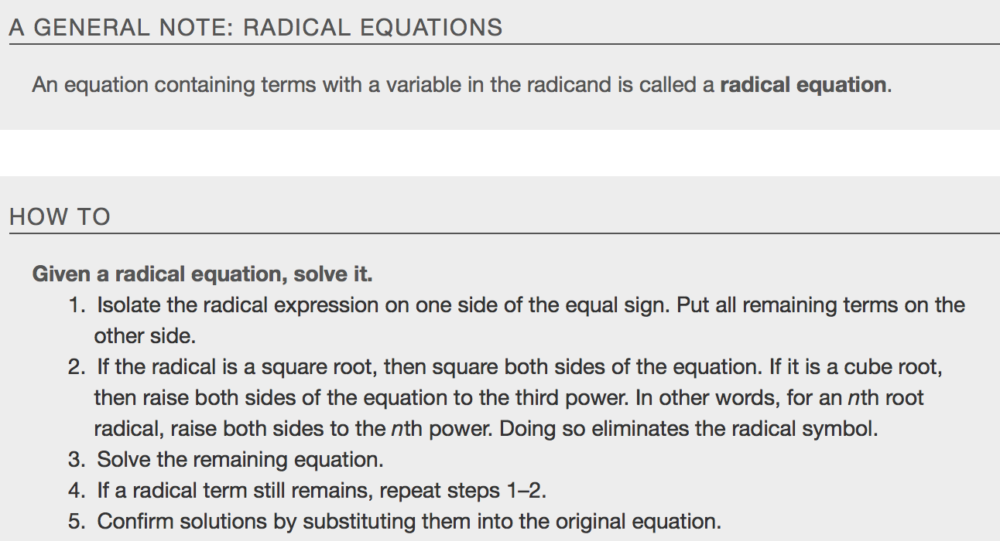 A GENERAL NOTE: RADICAL EQUATIONS
An equation containing terms with a variable in the radicand is called a radical equation.
HOW TO
Given a radical equation, solve it.
1. Isolate the radical expression on one side of the equal sign. Put all remaining terms on the
other side.
2. If the radical is a square root, then square both sides of the equation. If it is a cube root,
then raise both sides of the equation to the third power. In other words, for an nth root
radical, raise both sides to the nth power. Doing so eliminates the radical symbol.
3. Solve the remaining equation.
4. If a radical term still remains, repeat steps 1–2.
5. Confirm solutions by substituting them into the original equation.